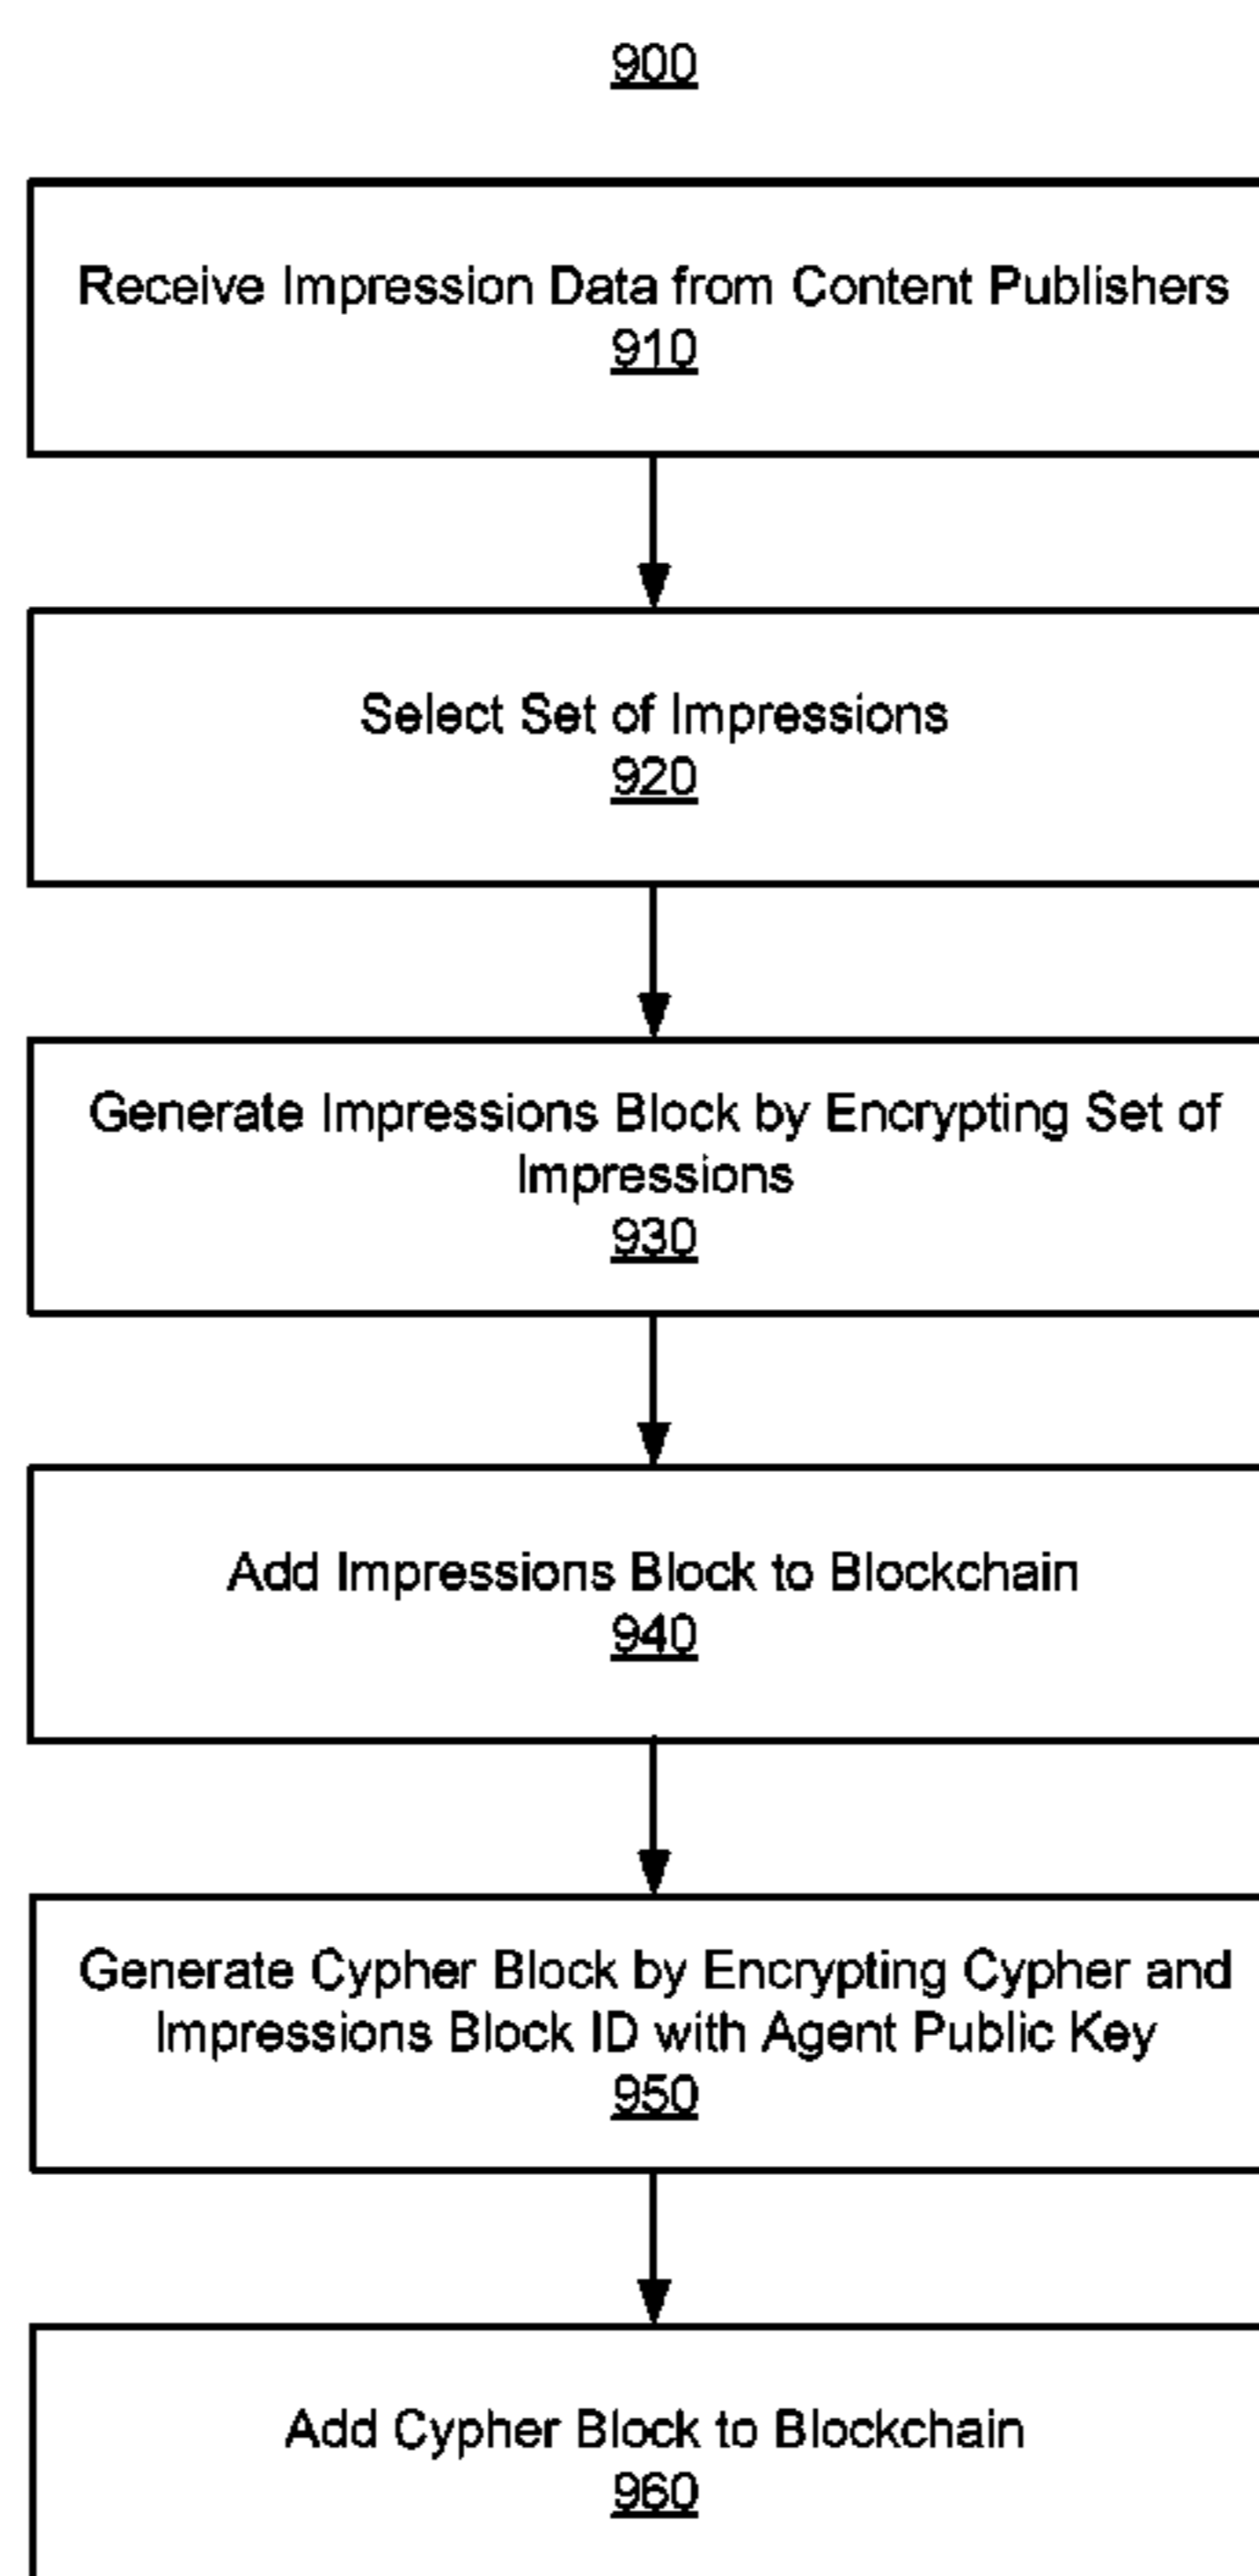 900
Receive Impression Data from Content Publishers
910
Select Set of Impressions
920
Generate Impressions Block by Encrypting Set of
Impressions
930
Add Impressions Block to Blockchain
940
Generate Cypher Block by Encrypting Cypher and
Impressions Block ID with Agent Public Key
950
Add Cypher Block to Blockchain
960